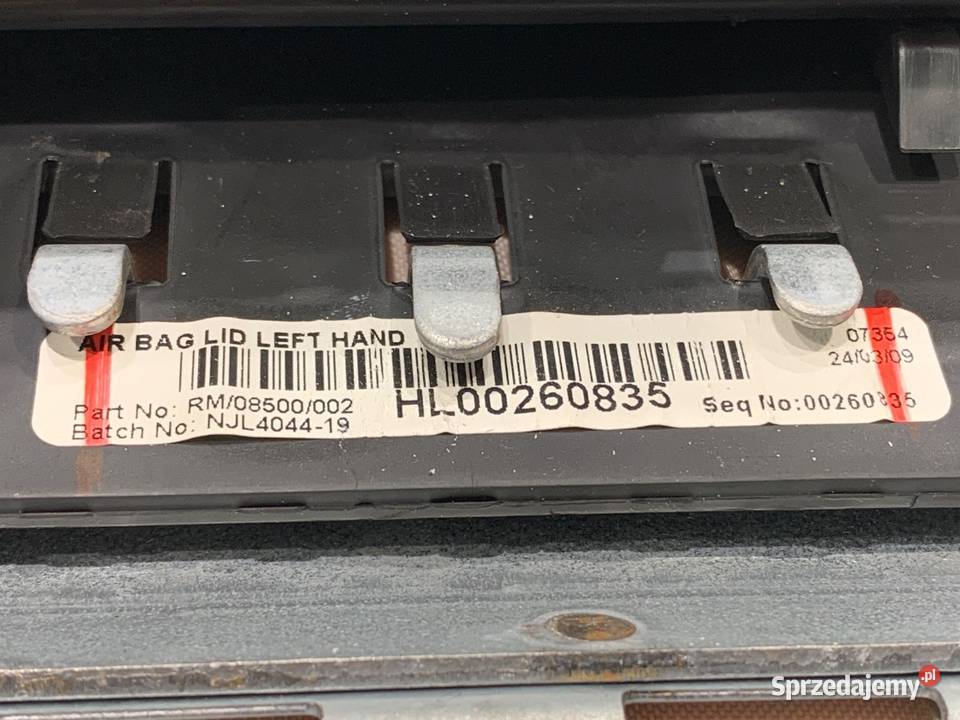 AIR BAG LID LEFT HAND
07354
24/03/09
Part No: RM/08500/002
HL00260835
Seq No:00260835
Batch No: NJL4044-19
Sprzedajemy.pl